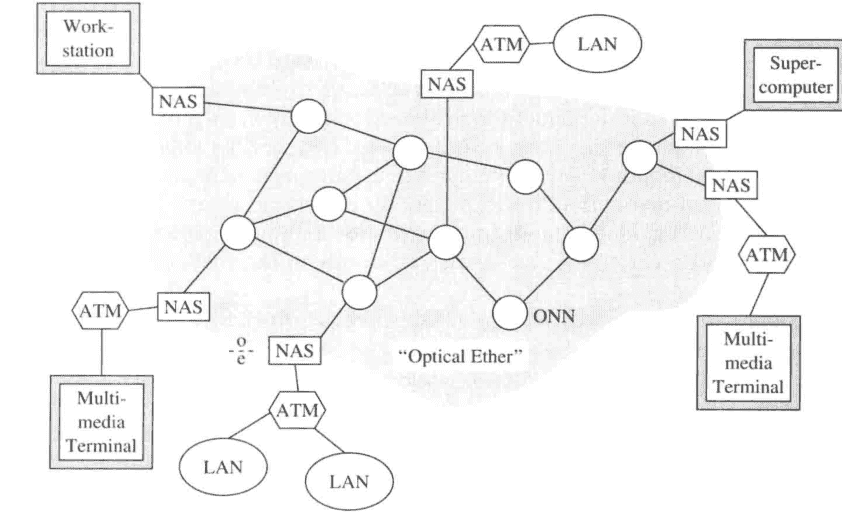 Work-
station
NAS
ATM
LAN
NAS
Super-
computer
NAS
NAS
ATM
Multi-
media
Terminal
ATM
NAS
Multi-
media
Terminal
o
e
NAS
"Optical Ether"
ONN
ATM
LAN
LAN